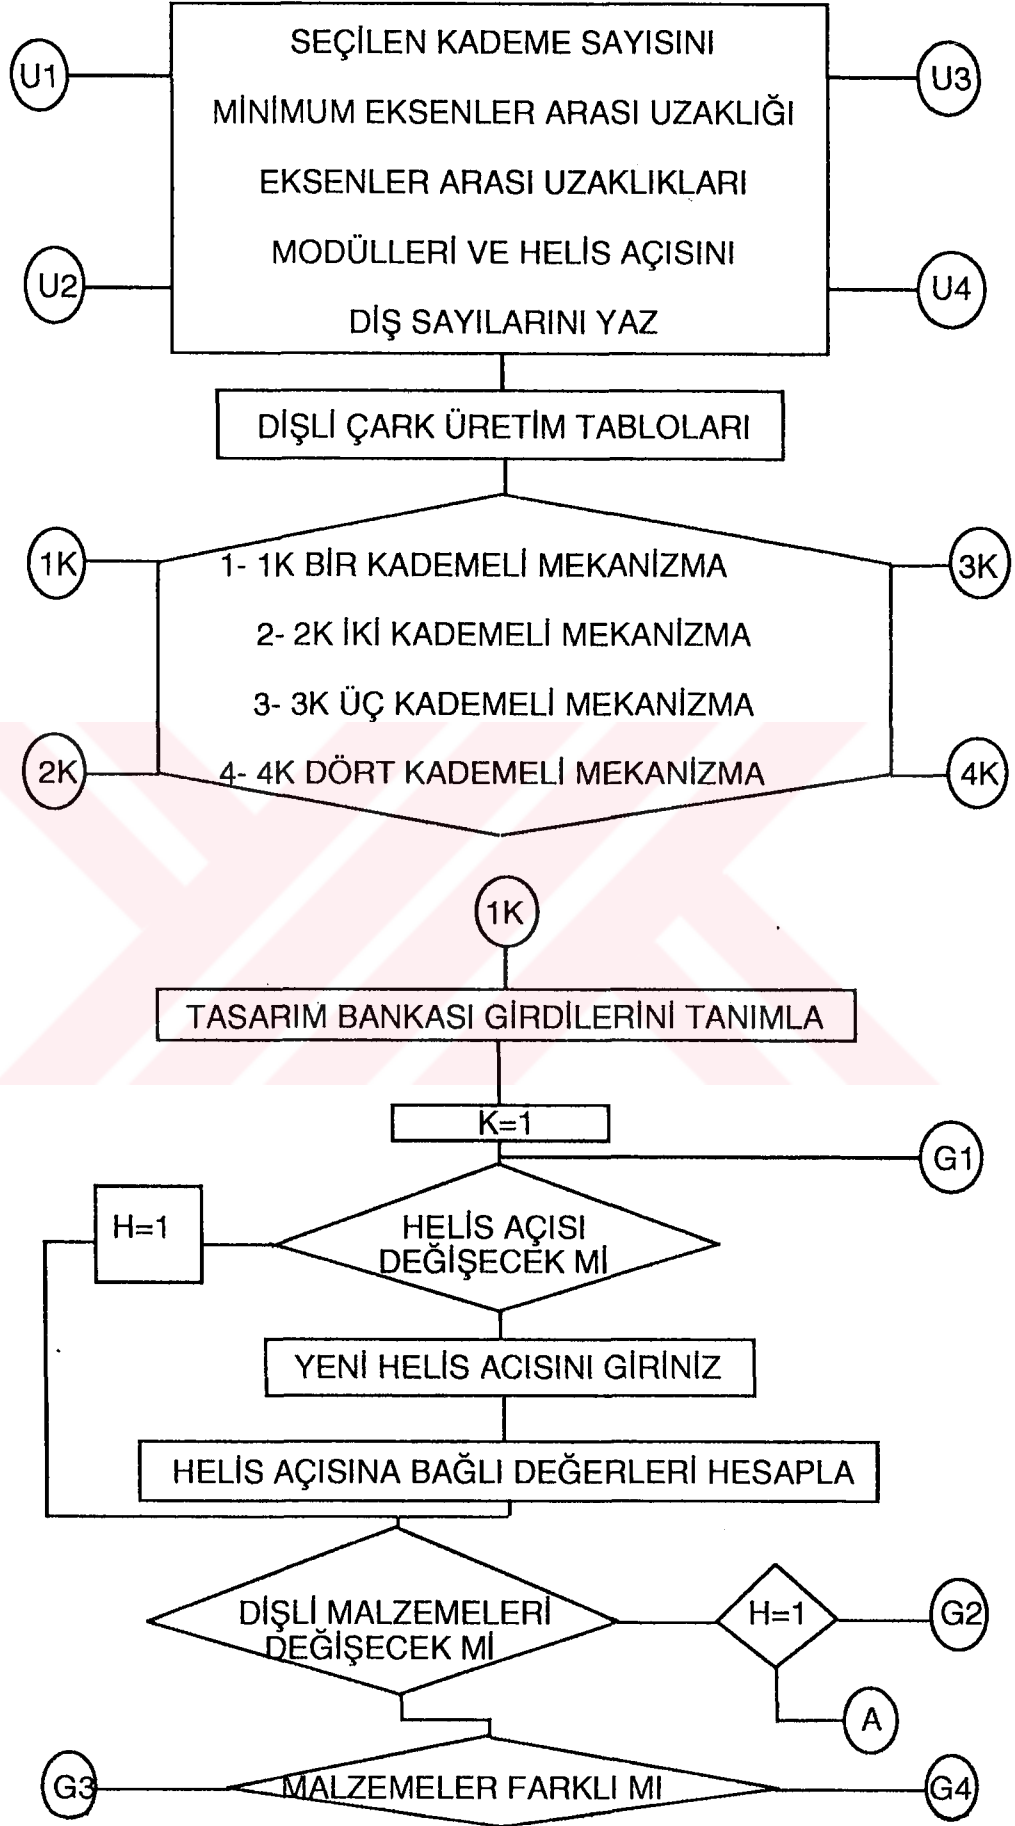 U1
SEÇİLEN KADEME SAYISINI
U3
MİNİMUM EKSENLER ARASI UZAKLIĞI
EKSENLER ARASI UZAKLIKLARI
MODÜLLERİ VE HELİS AÇISINI
U2
U4
DİŞ SAYILARINI YAZ
DİŞLİ ÇARK ÜRETİM TABLOLARI
1K
1- 1K BİR KADEMELİ MEKANİZMA
3K
2- 2K İKİ KADEMELİ MEKANİZMA
3- 3K ÜÇ KADEMELİ MEKANİZMA
2K
4- 4K DÖRT KADEMELİ MEKANİZMA
4K
1K
TASARIM BANKASI GİRDİLERİNİ TANIMLA
K=1
G1
H=1
HELİS AÇISI
DEĞİŞECEK Mİ
YENİ HELİS ACISINI GİRİNİZ
HELİS AÇISINA BAĞLI DEĞERLERİ HESAPLA
DİŞLİ MALZEMELERİ
DEĞİŞECEK Mİ
H=1
G2
A
G3
MALZEMELER FARKLI MI
G4